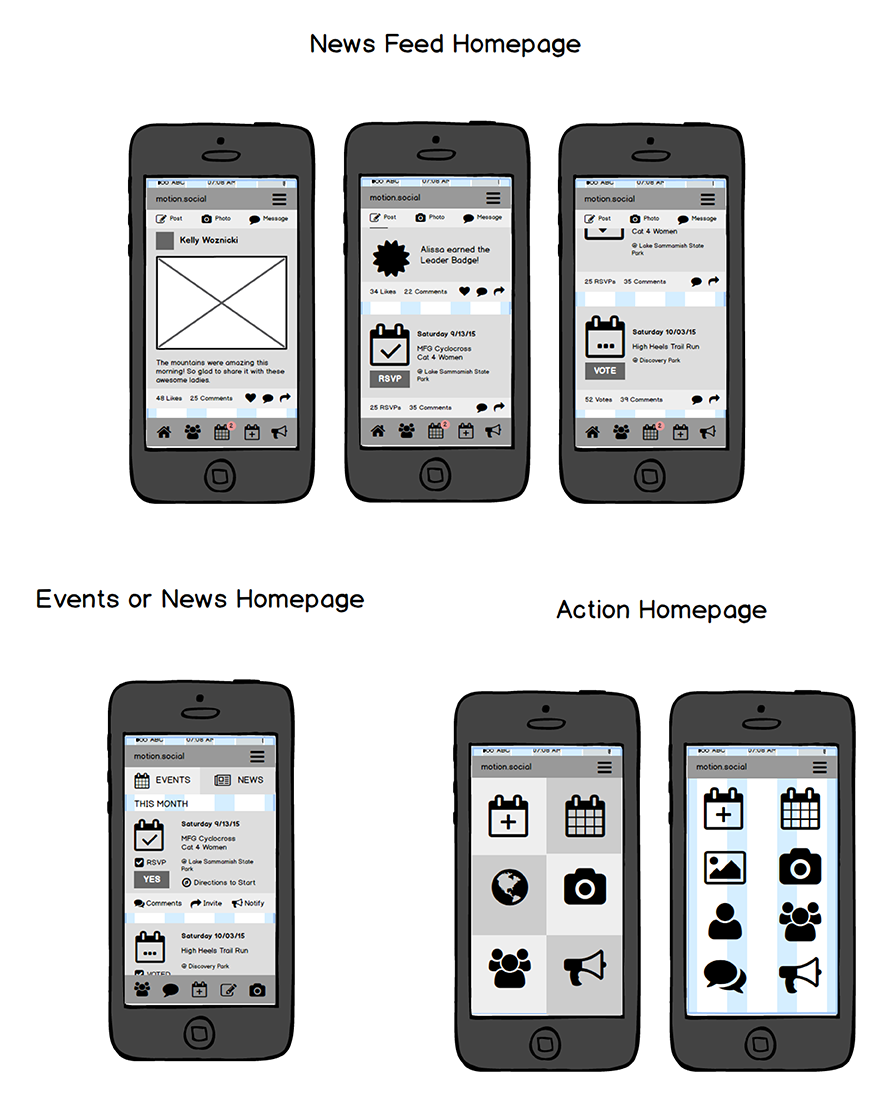 News Feed Homepage
ABC 07:08 AM
motion.social
Post Photo Message
Kelly Woznicki
The mountains were amazing this
morning! So glad to share it with these
awesome ladies.
48 Likes 25 Comments
2
ABC 07:08 AM
motion.social
Post Photo Message
Alissa earned the
Leader Badge!
34 Likes 22 Comments
Saturday 9/13/15
MFG Cyclocross
Cat 4 Women
@ Lake Sammamish State
Park
RSVP
25 RSVPs 35 Comments
2
ABC 07:08 AM
motion.social
Post Photo Message
Cat 4 Women
@ Lake Sammamish State
Park
25 RSVPs 35 Comments
Saturday 10/03/15
High Heels Trail Run
@ Discovery Park
VOTE
52 Votes 39 Comments
2
Events or News Homepage
ABC 07:08 AM
motion.social
EVENTS NEWS
THIS MONTH
Saturday 9/13/15
MFG Cyclocross
Cat 4 Women
@ Lake Sammamish State
Park
RSVP
YES
Directions to Start
Comments Invite Notify
Saturday 10/03/15
High Heels Trail Run
@ Discovery Park
VOTED
Action Homepage
ABC 07:08 AM
motion.social
ABC 07:08 AM
motion.social